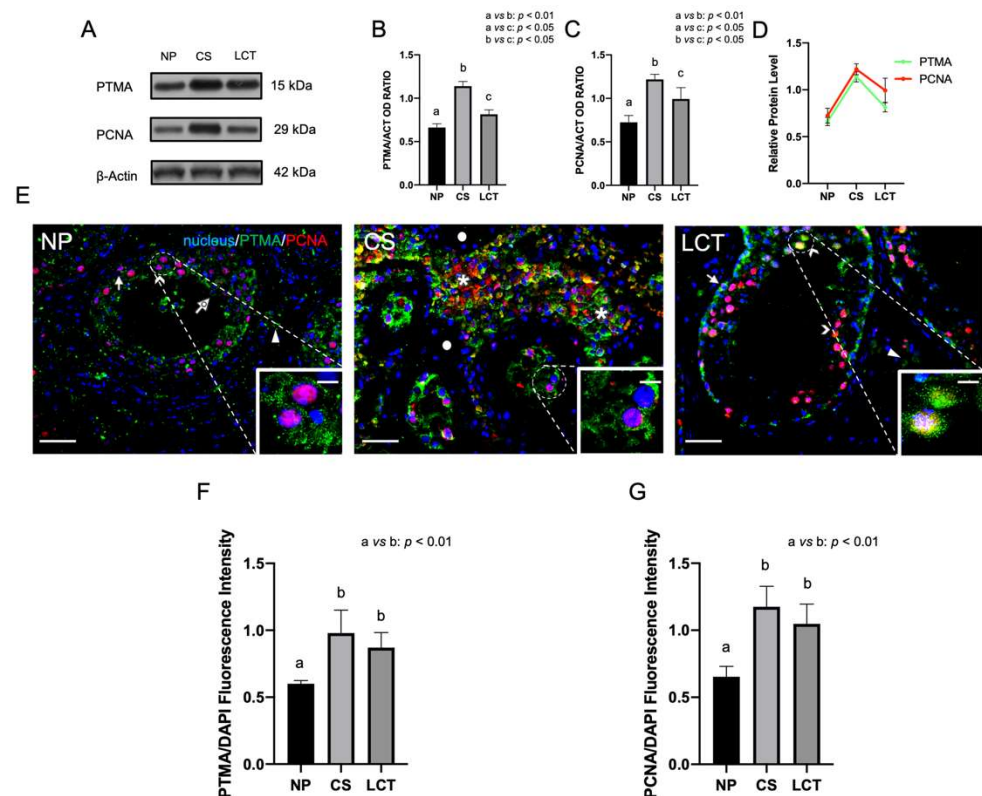 A
NP CS LCT
PTMA 15 kDa
PCNA 29 kDa
β-Actin 42 kDa
B
a vs b: p < 0.01
a vs c: p < 0.05
b vs c: p < 0.05
PTMA/ACT OD RATIO
1.5
1.0
0.5
0.0
a
b
c
NP CS LCT
C
a vs b: p < 0.01
a vs c: p < 0.05
b vs c: p < 0.05
PCNA/ACT OD RATIO
1.5
1.0
0.5
0.0
a
b
c
NP CS LCT
D
Relative Protein Level
1.5
1.0
0.5
0.0
PTMA
PCNA
NP CS LCT
E
NP
nucleus/PTMA/PCNA
CS
*
*
LCT
F
a vs b: p < 0.01
PTMA/DAPI Fluorescence Intensity
1.5
1.0
0.5
0.0
a
b
b
NP CS LCT
G
a vs b: p < 0.01
PCNA/DAPI Fluorescence Intensity
1.5
1.0
0.5
0.0
a
b
b
NP CS LCT